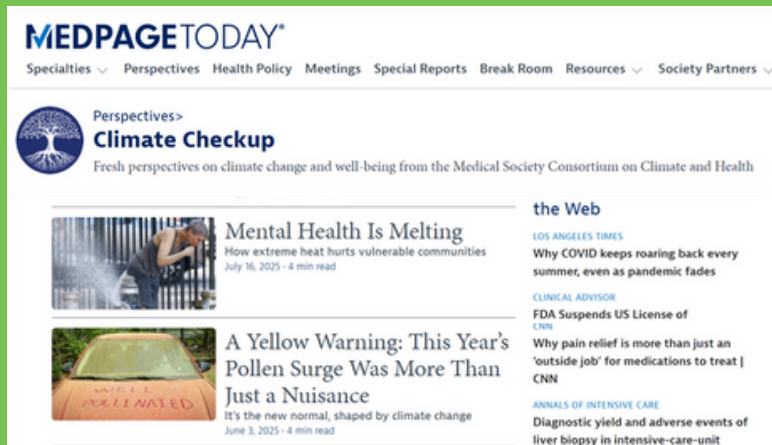 MEDPAGETODAY®
Specialties Perspectives Health Policy Meetings Special Reports Break Room Resources Society Partners
Perspectives>
Climate Checkup
Fresh perspectives on climate change and well-being from the Medical Society Consortium on Climate and Health
Mental Health Is Melting
How extreme heat hurts vulnerable communities
July 16, 2025 · 4 min read
WELL
POLLINATED
A Yellow Warning: This Year's
Pollen Surge Was More Than
Just a Nuisance
It's the new normal, shaped by climate change
June 3, 2025 · 4 min read
the Web
LOS ANGELES TIMES
Why COVID keeps roaring back every
summer, even as pandemic fades
CLINICAL ADVISOR
FDA Suspends US License of
CNN
Why pain relief is more than just an
'outside job' for medications to treat |
CNN
ANNALS OF INTENSIVE CARE
Diagnostic yield and adverse events of
liver biopsy in intensive-care-unit